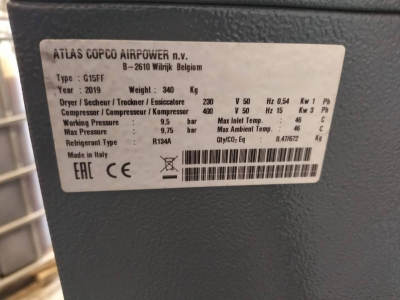 ATLAS COPCO AIRPOWER n.v.
B-2610 Wilrijk Belgium
Type : G15FF
Year : 2019 Weight : 340 Kg
Dryer / Secheur / Trockner / Essiccatore 230 V 50 Hz 0,54 Kw 1 Ph
Compressor / Compresseur / Kompressor 400 V 50 Hz 15 Kw 3 Ph
Working Pressure : 9,5 bar Max Inlet Temp. : 46 C
Max Pressure : 9,75 bar Max Ambient Temp. : 46 C
Refrigerant Type : R134A Qty/CO2 Eq : 0,47/672 Kg
Made in Italy
EAC CE